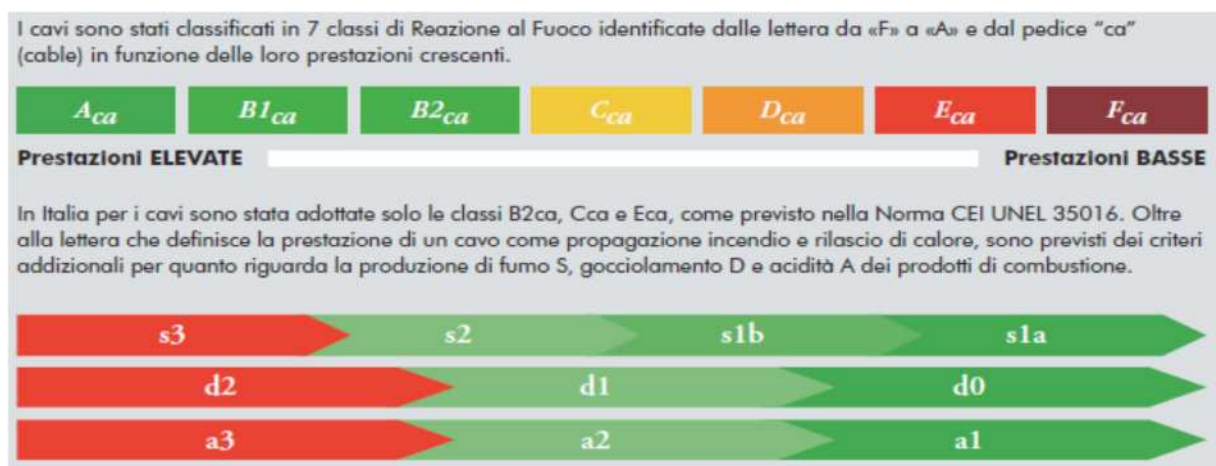 I cavi sono stati classificati in 7 classi di Reazione al Fuoco identificate dalle lettera da «F» a «A» e dal pedice “ca”
(cable) in funzione delle loro prestazioni crescenti.
Aca B1ca B2ca Cca Dca Eca Fca
Prestazioni ELEVATE Prestazioni BASSE
In Italia per i cavi sono stata adottate solo le classi B2ca, Cca e Eca, come previsto nella Norma CEI UNEL 35016. Oltre
alla lettera che definisce la prestazione di un cavo come propagazione incendio e rilascio di calore, sono previsti dei criteri
addizionali per quanto riguarda la produzione di fumo S, gocciolamento D e acidità A dei prodotti di combustione.
s3 s2 s1b s1a
d2 d1 d0
a3 a2 a1